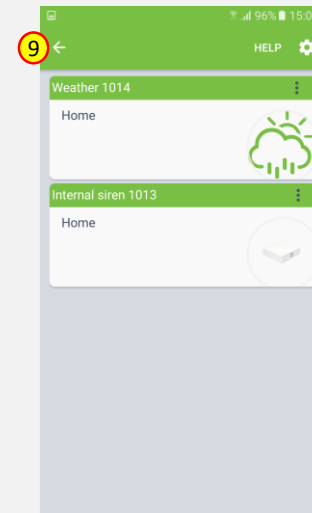 96% 15:0
9
HELP
Weather 1014
Home
Internal siren 1013
Home